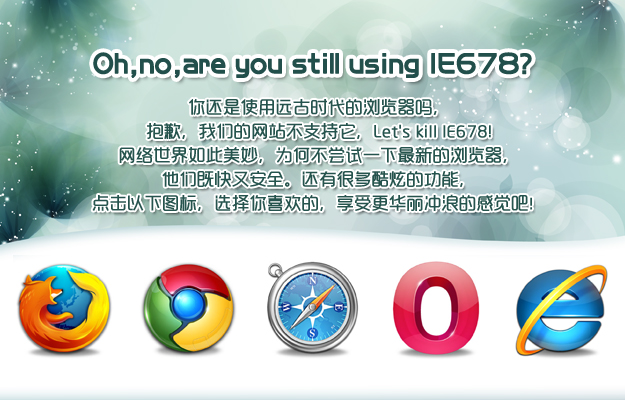 Oh,no,are you still using IE678?
你还是使用远古时代的浏览器吗,
抱歉，我们的网站不支持它，Let's kill IE678!
网络世界如此美妙，为何不尝试一下最新的浏览器,
他们既快又安全。还有很多酷炫的功能,
点击以下图标，选择你喜欢的，享受更华丽冲浪的感觉吧!
N
W E
S